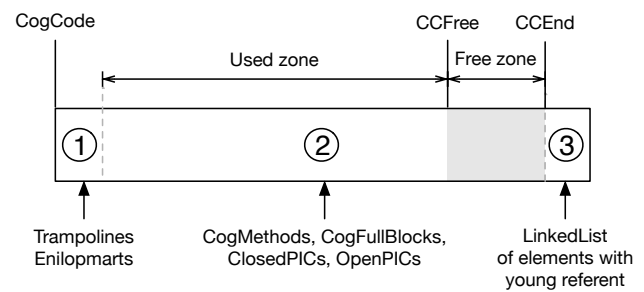 CogCode
CCFree
CCEnd
Used zone
Free zone
1
2
3
Trampolines
Enilopmarts
CogMethods, CogFullBlocks,
ClosedPICs, OpenPICs
LinkedList
of elements with
young referent